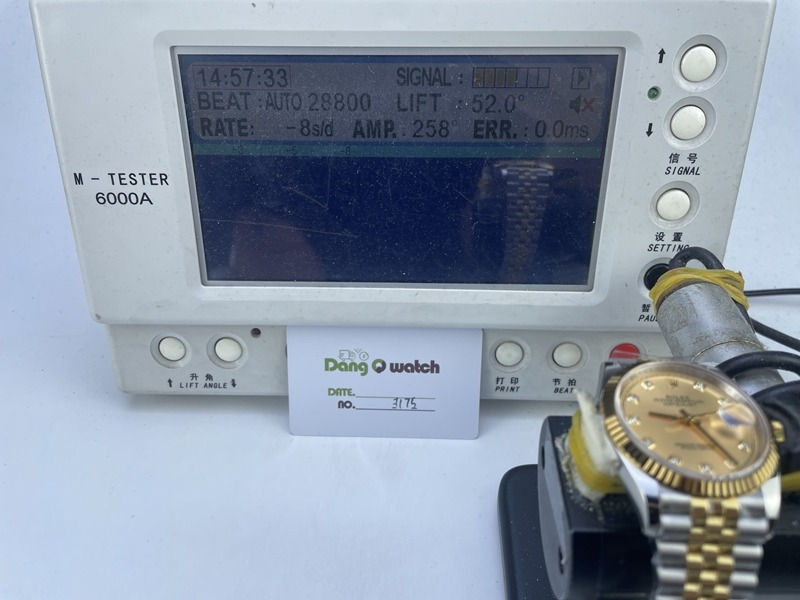 14:57:33 SIGNAL :
BEAT :AUTO 28800 LIFT : 52.0°
RATE: -8s/d AMP.: 258° ERR.: 0.0ms
M - TESTER
6000A
信号
SIGNAL
设置
SETTING
PAUS
升角
LIFT ANGLE
打印
PRINT
节拍
BEAT
Dang Q watch
DATE.
NO. 3175
ROLEX